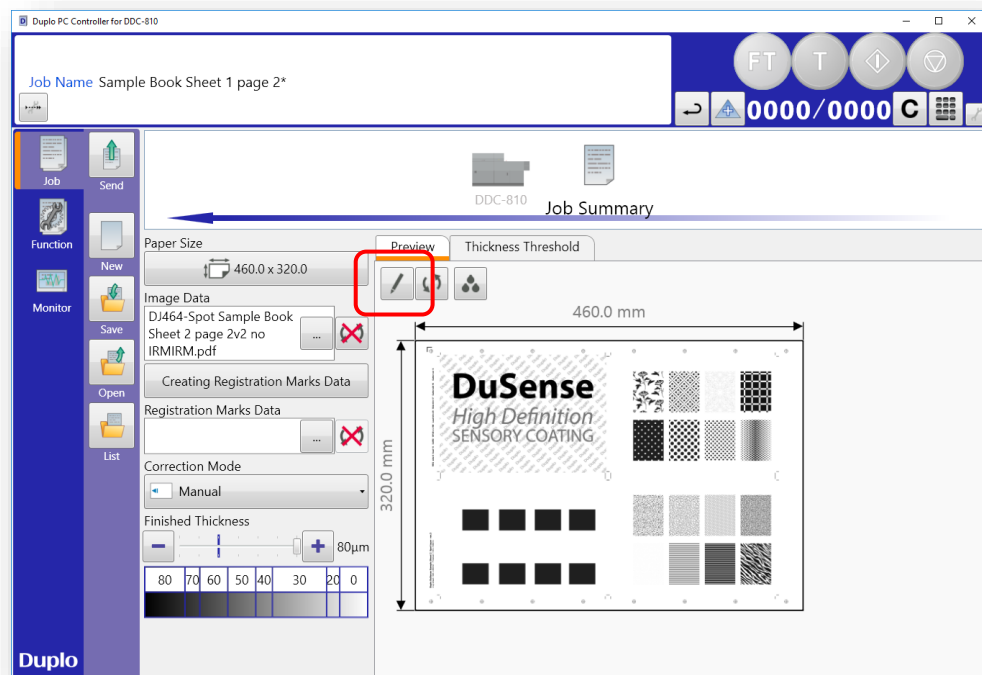 Duplo PC Controller for DDC-810
Job Name Sample Book Sheet 1 page 2*
FT
T
0000/0000
C
Job
Send
Function
New
Monitor
Save
Open
List
DDC-810
Job Summary
Paper Size
460.0 x 320.0
Image Data
DJ464-Spot Sample Book
Sheet 2 page 2v2 no
IRMIRM.pdf
...
Creating Registration Marks Data
Registration Marks Data
...
Correction Mode
Manual
Finished Thickness
80µm
80 70 60 50 40 30 20 0
Preview
Thickness Threshold
460.0 mm
320.0 mm
DuSense
High Definition
SENSORY COATING
Duplo